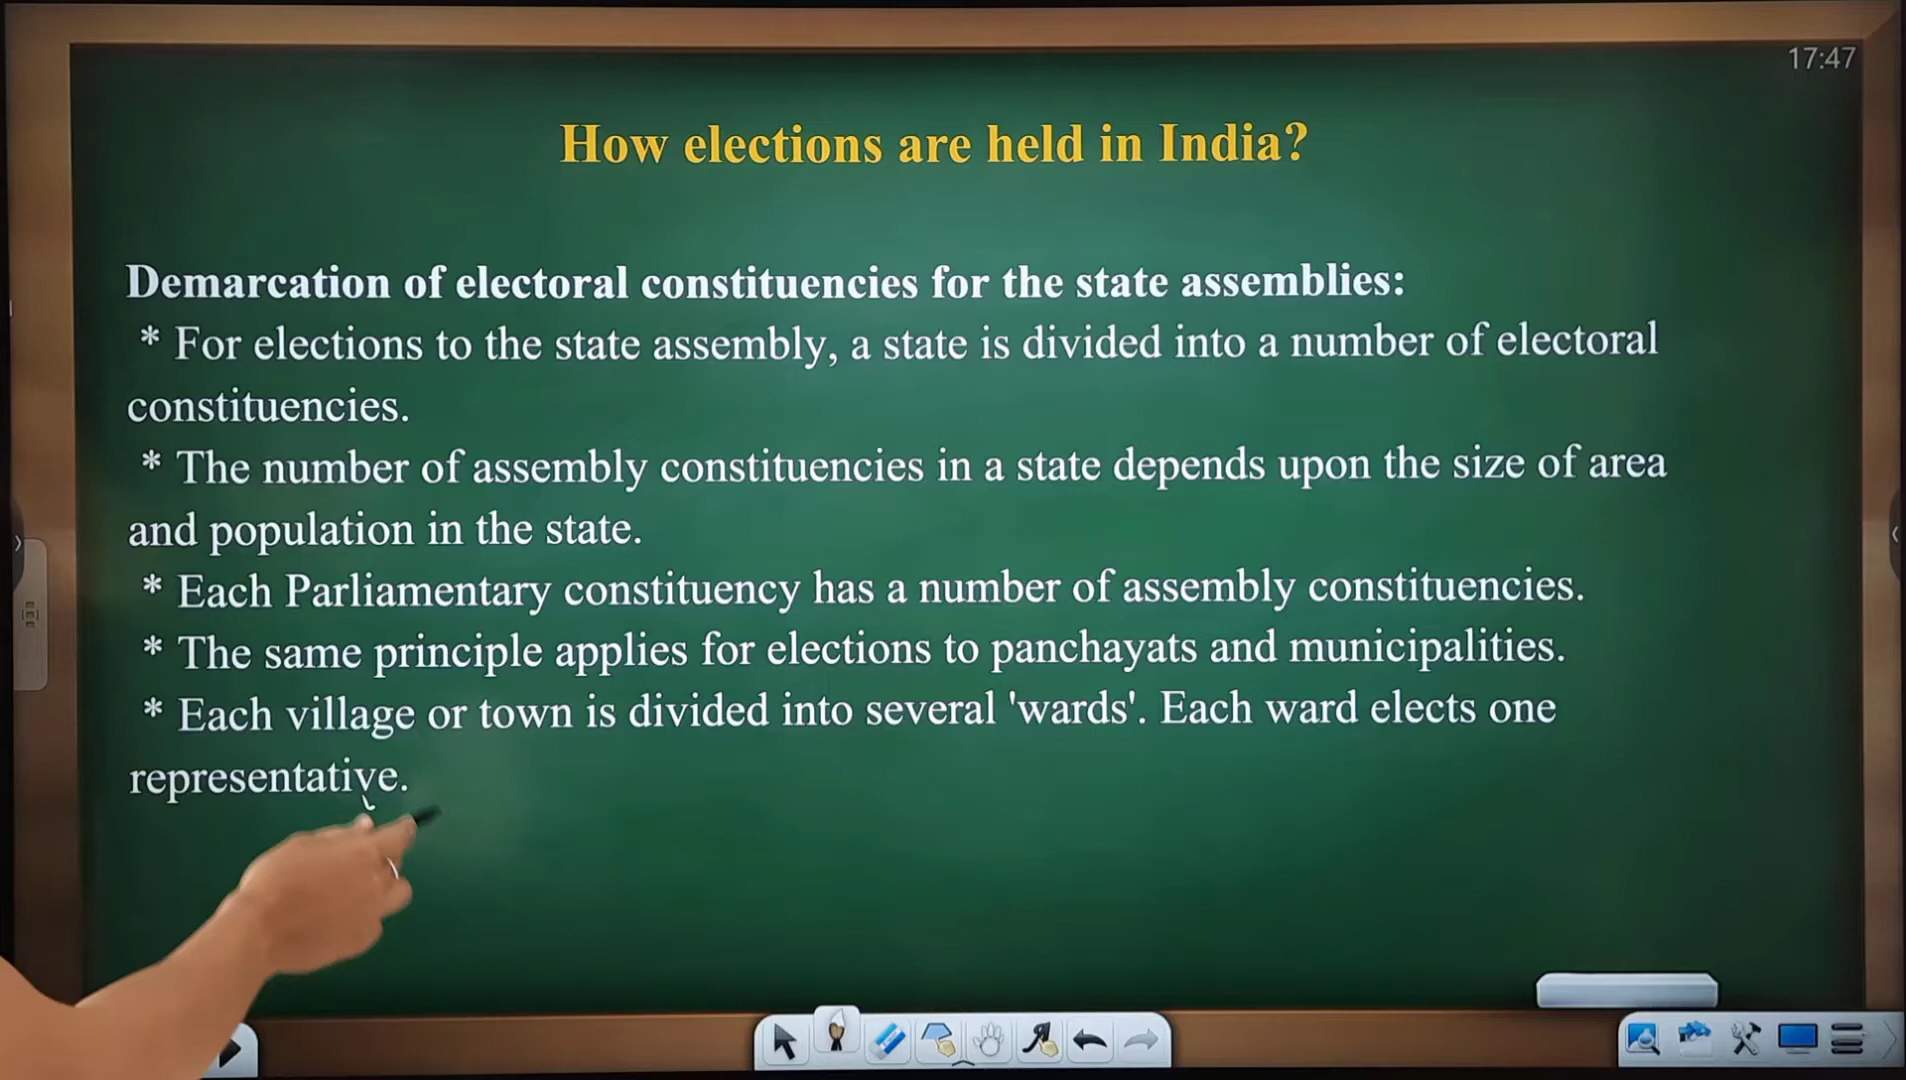 17:47
How elections are held in India?
Demarcation of electoral constituencies for the state assemblies:
* For elections to the state assembly, a state is divided into a number of electoral
constituencies.
* The number of assembly constituencies in a state depends upon the size of area
and population in the state.
* Each Parliamentary constituency has a number of assembly constituencies.
* The same principle applies for elections to panchayats and municipalities.
* Each village or town is divided into several 'wards'. Each ward elects one
representative.